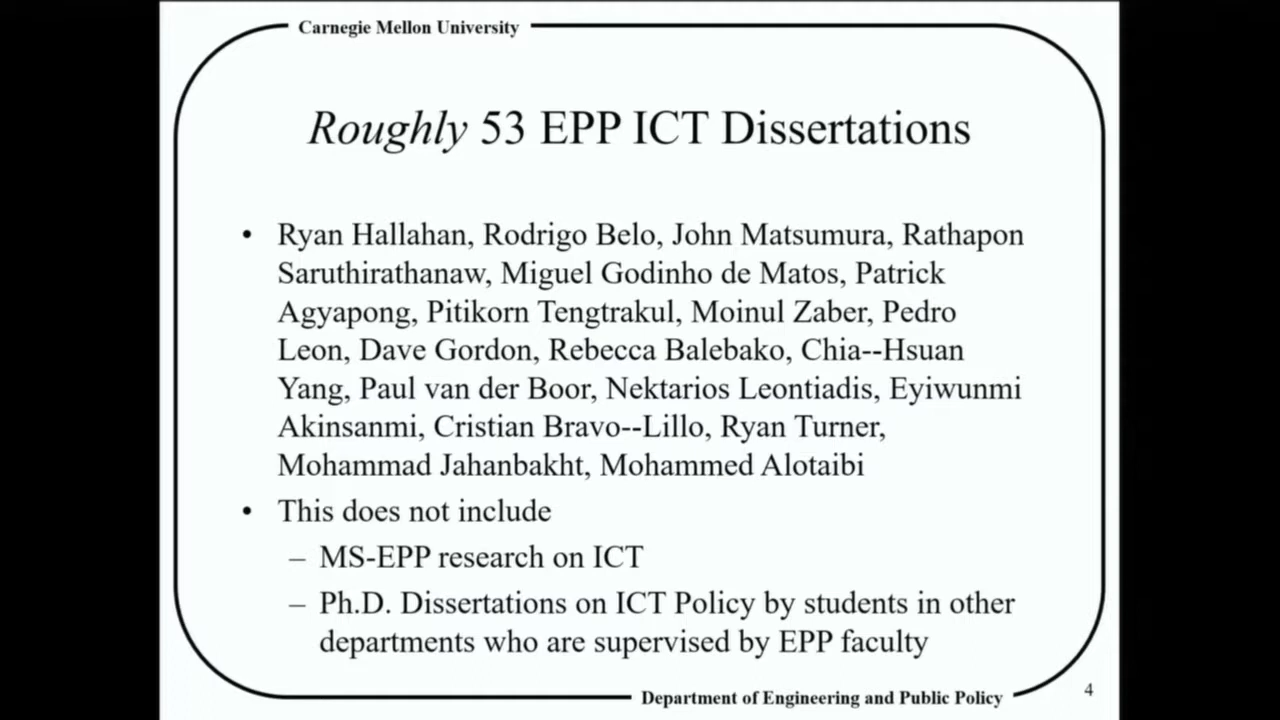 Carnegie Mellon University
Roughly 53 EPP ICT Dissertations
• Ryan Hallahan, Rodrigo Belo, John Matsumura, Rathapon
Saruthirathanaw, Miguel Godinho de Matos, Patrick
Agyapong, Pitikorn Tengtrakul, Moinul Zaber, Pedro
Leon, Dave Gordon, Rebecca Balebako, Chia--Hsuan
Yang, Paul van der Boor, Nektarios Leontiadis, Eyiwunmi
Akinsanmi, Cristian Bravo--Lillo, Ryan Turner,
Mohammad Jahanbakht, Mohammed Alotaibi
• This does not include
– MS-EPP research on ICT
– Ph.D. Dissertations on ICT Policy by students in other
departments who are supervised by EPP faculty
Department of Engineering and Public Policy
4